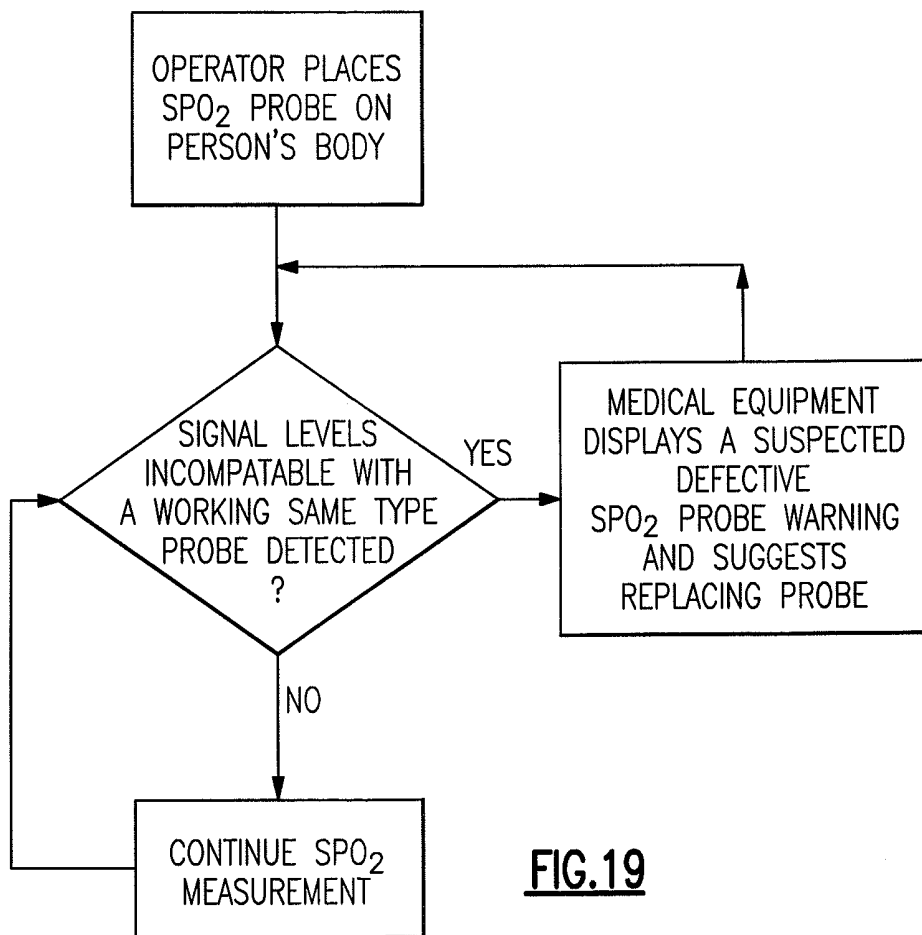 OPERATOR PLACES
SPO₂ PROBE ON
PERSON'S BODY
SIGNAL LEVELS
INCOMPATABLE WITH
A WORKING SAME TYPE
PROBE DETECTED
?
YES
MEDICAL EQUIPMENT
DISPLAYS A SUSPECTED
DEFECTIVE
SPO₂ PROBE WARNING
AND SUGGESTS
REPLACING PROBE
NO
CONTINUE SPO₂
MEASUREMENT
FIG.19